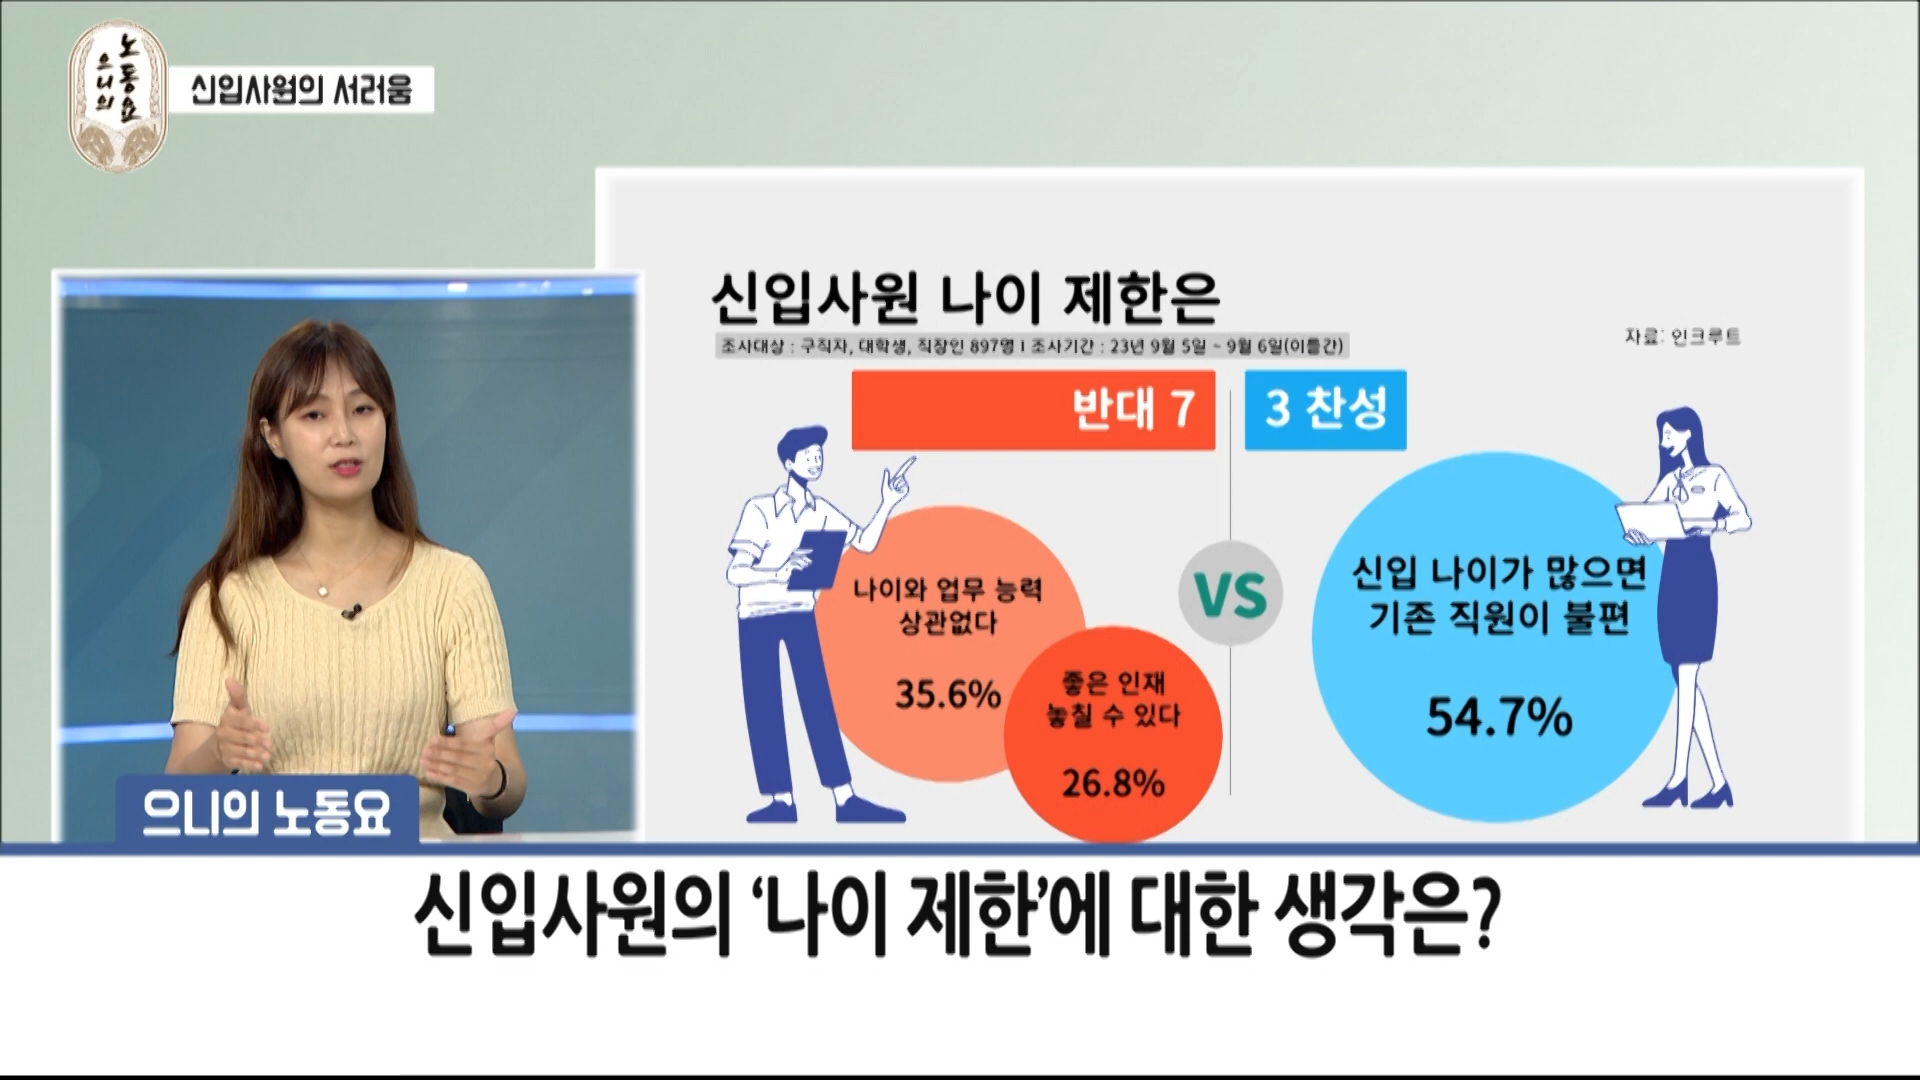 으니의
노동요
신입사원의 서러움
신입사원 나이 제한은
조사대상 : 구직자, 대학생, 직장인 897명 I 조사기간 : 23년 9월 5일 ~ 9월 6일(이틀간)
자료: 인크루트
반대 7
3 찬성
나이와 업무 능력
상관없다
35.6%
좋은 인재
놓칠 수 있다
26.8%
VS
신입 나이가 많으면
기존 직원이 불편
54.7%
으니의 노동요
신입사원의 ‘나이 제한’에 대한 생각은?